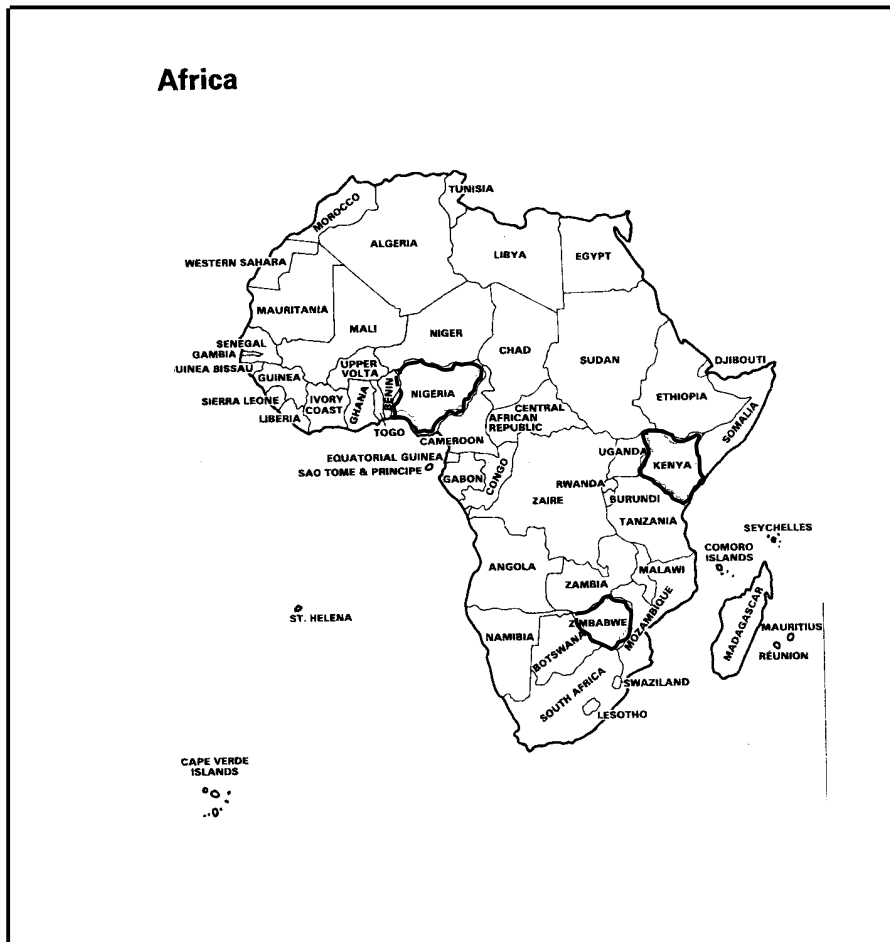 Africa
TUNISIA
MOROCCO
ALGERIA
LIBYA
EGYPT
WESTERN SAHARA
MAURITANIA
MALI
NIGER
CHAD
SUDAN
SENEGAL
GAMBIA
UINEA BISSAU
GUINEA
UPPER
VOLTA
BENIN
NIGERIA
DJIBOUTI
ETHIOPIA
SOMALIA
SIERRA LEONE
LIBERIA
IVORY
COAST
GHANA
TOGO
CENTRAL
AFRICAN
REPUBLIC
CAMEROON
EQUATORIAL GUINEA
SAO TOME & PRINCIPE
GABON
CONGO
UGANDA
KENYA
RWANDA
BURUNDI
ZAIRE
TANZANIA
SEYCHELLES
COMORO
ISLANDS
ANGOLA
ZAMBIA
MALAWI
MOZAMBIQUE
ST. HELENA
NAMIBIA
BOTSWANA
ZIMBABWE
MADAGASCAR
MAURITIUS
RÉUNION
SOUTH AFRICA
SWAZILAND
LESOTHO
CAPE VERDE
ISLANDS